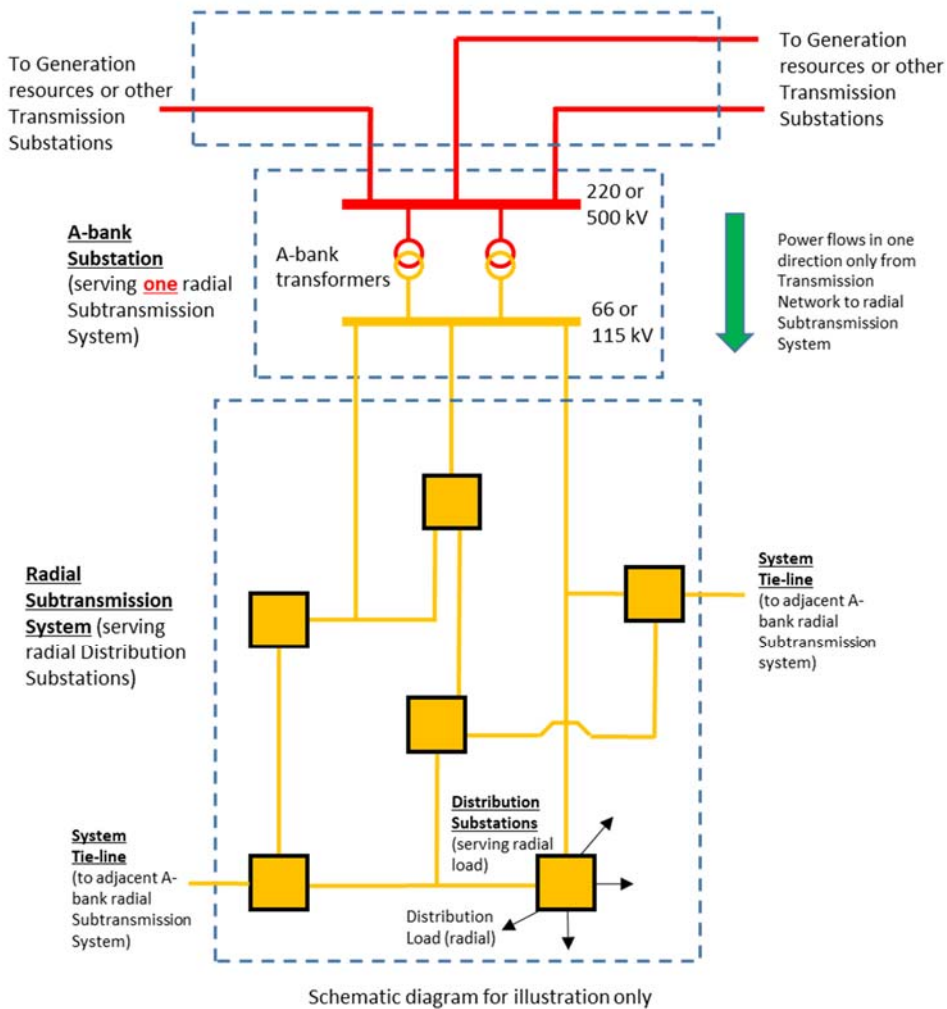 To Generation
resources or other
Transmission
Substations
To Generation
resources or other
Transmission
Substations
220 or
500 kV
A-bank
Substation
(serving one radial
Subtransmission
System)
A-bank
transformers
66 or
115 kV
Power flows in one
direction only from
Transmission
Network to radial
Subtransmission
System
Radial
Subtransmission
System (serving
radial Distribution
Substations)
System
Tie-line
(to adjacent A-
bank radial
Subtransmission
system)
Distribution
Substations
(serving radial
load)
System
Tie-line
(to adjacent A-
bank radial
Subtransmission
System)
Distribution
Load (radial)
Schematic diagram for illustration only